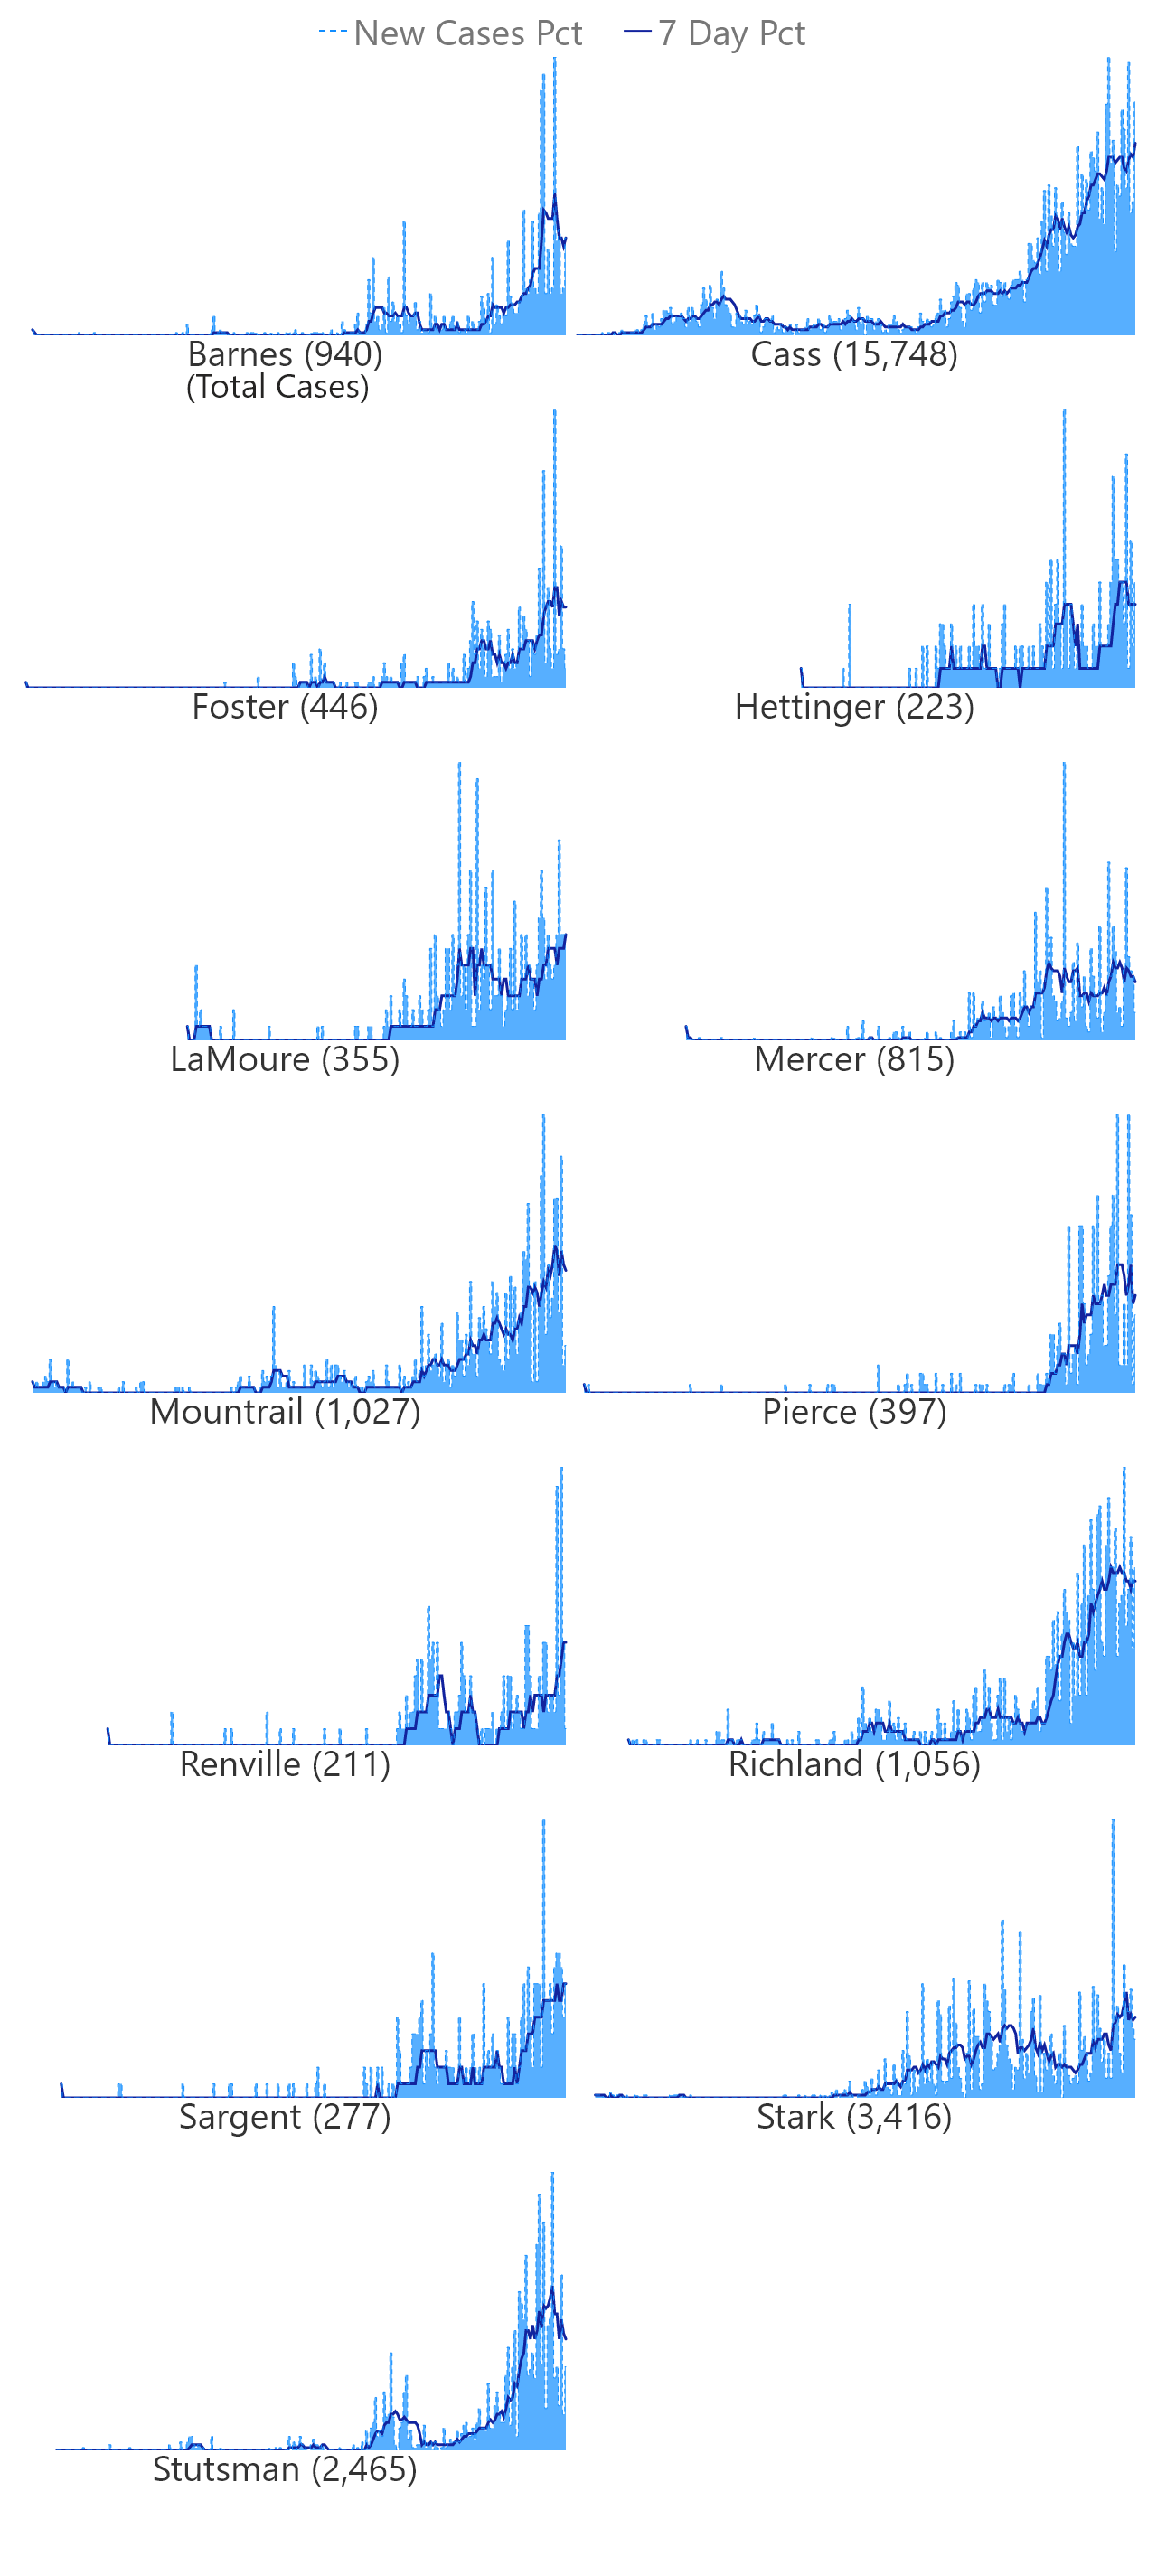 New Cases Pct 7 Day Pct
Barnes (940) Cass (15,748)
(Total Cases)
Foster (446) Hettinger (223)
LaMoure (355) Mercer (815)
Mountrail (1,027) Pierce (397)
Renville (211) Richland (1,056)
Sargent (277) Stark (3,416)
Stutsman (2,465)